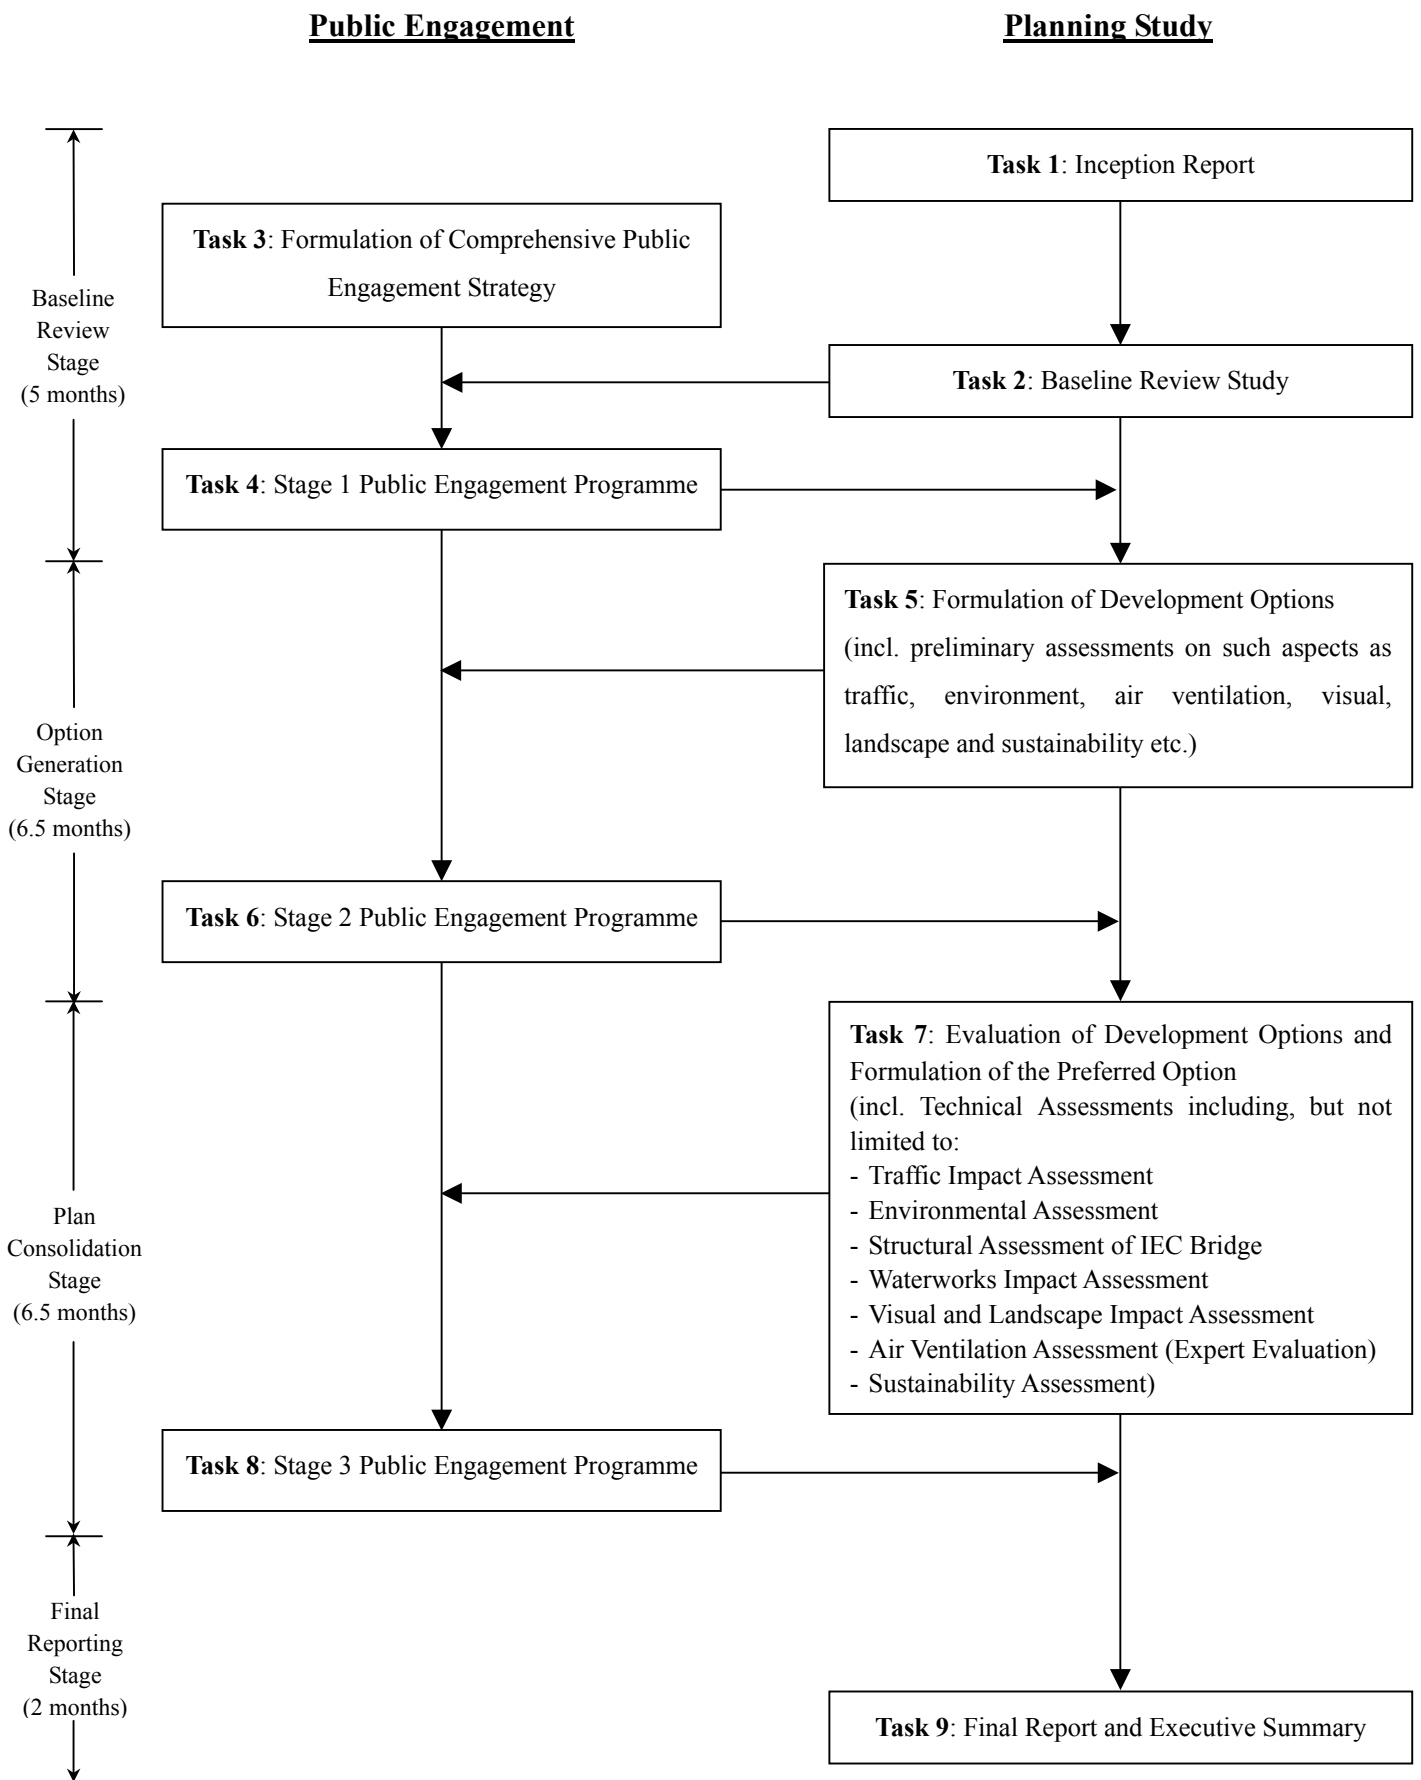 Public Engagement
Planning Study
Task 1: Inception Report
Task 3: Formulation of Comprehensive Public
Engagement Strategy
Baseline
Review
Stage
(5 months)
Task 2: Baseline Review Study
Task 4: Stage 1 Public Engagement Programme
Task 5: Formulation of Development Options
(incl. preliminary assessments on such aspects as
traffic, environment, air ventilation, visual,
landscape and sustainability etc.)
Option
Generation
Stage
(6.5 months)
Task 6: Stage 2 Public Engagement Programme
Task 7: Evaluation of Development Options and
Formulation of the Preferred Option
(incl. Technical Assessments including, but not
limited to:
- Traffic Impact Assessment
- Environmental Assessment
- Structural Assessment of IEC Bridge
- Waterworks Impact Assessment
- Visual and Landscape Impact Assessment
- Air Ventilation Assessment (Expert Evaluation)
- Sustainability Assessment)
Plan
Consolidation
Stage
(6.5 months)
Task 8: Stage 3 Public Engagement Programme
Final
Reporting
Stage
(2 months)
Task 9: Final Report and Executive Summary